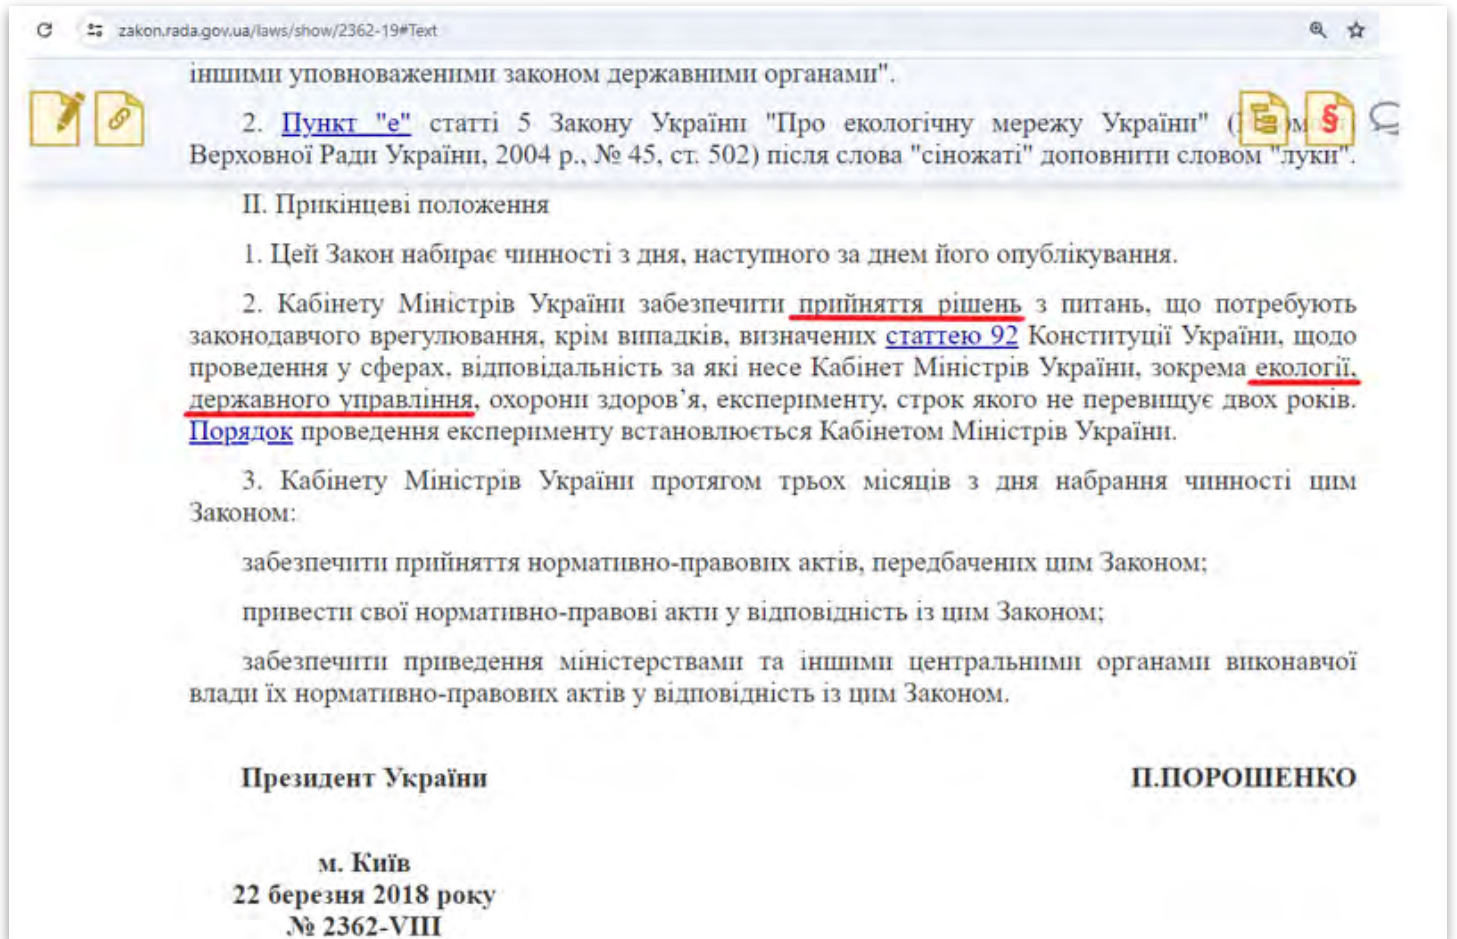 zakon.rada.gov.ua/laws/show/2362-19#Text
іншими уповноваженими законом державними органами".
2. Пункт "е" статті 5 Закону України "Про екологічну мережу України" (
Верховної Ради України, 2004 р., № 45, ст. 502) після слова "сіножаті" доповнити словом "луки".
II. Прикінцеві положення
1. Цей Закон набирає чинності з дня, наступного за днем його опублікування.
2. Кабінету Міністрів України забезпечити прийняття рішень з питань, що потребують
законодавчого врегулювання, крім випадків, визначених статтею 92 Конституції України, щодо
проведення у сферах, відповідальність за які несе Кабінет Міністрів України, зокрема екології,
державного управління, охорони здоров’я, експерименту, строк якого не перевищує двох років.
Порядок проведення експерименту встановлюється Кабінетом Міністрів України.
3. Кабінету Міністрів України протягом трьох місяців з дня набрання чинності цим
Законом:
забезпечити прийняття нормативно-правових актів, передбачених цим Законом;
привести свої нормативно-правові акти у відповідність із цим Законом;
забезпечити приведення міністерствами та іншими центральними органами виконавчої
влади їх нормативно-правових актів у відповідність із цим Законом.
Президент України П.ПОРОШЕНКО
м. Київ
22 березня 2018 року
№ 2362-VIII